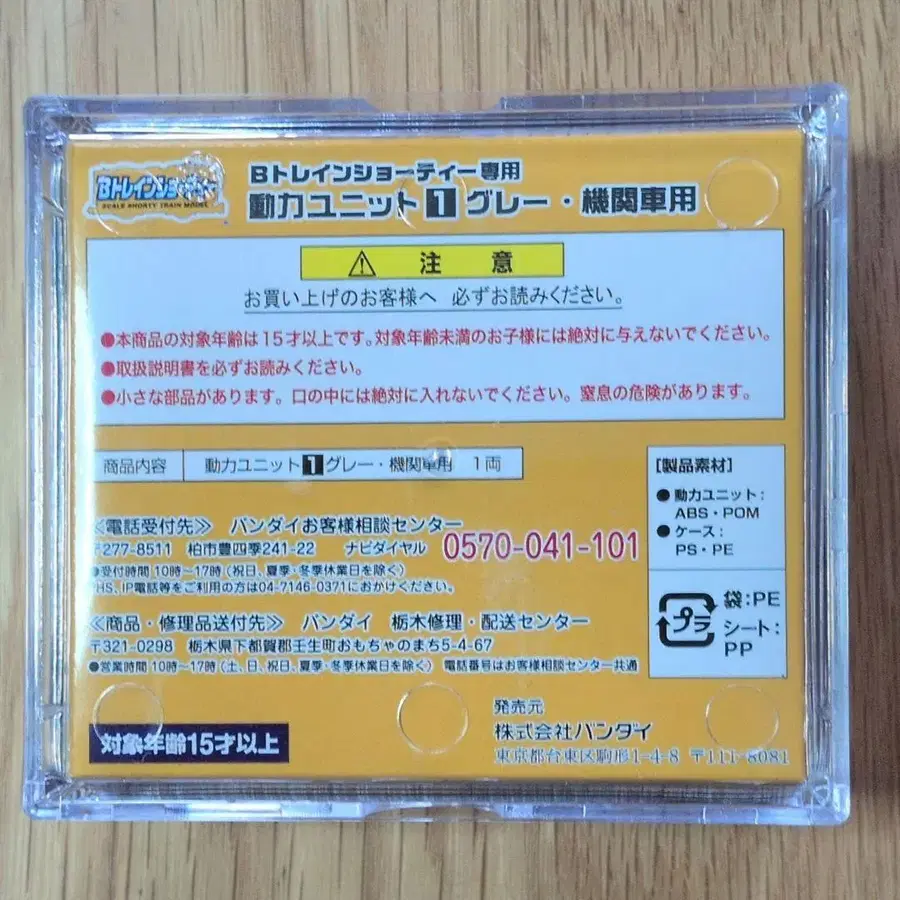 Bトレインショーティー
SCALE SHORTY TRAIN MODEL
Bトレインショーティー専用
動力ユニット1グレー・機関車用
⚠ 注意
お買い上げのお客様へ 必ずお読みください。
●本商品の対象年齢は15才以上です。対象年齢未満のお子様には絶対に与えないでください。
●取扱説明書を必ずお読みください。
●小さな部品があります。口の中には絶対に入れないでください。窒息の危険があります。
商品内容 動力ユニット1グレー・機関車用 1両
≪電話受付先≫ バンダイお客様相談センター
〒277-8511 柏市豊四季241-22 ナビダイヤル 0570-041-101
●受付時間 10時〜17時(祝日、夏季・冬季休業日を除く)
PHS、IP電話等をご利用の方は04-7146-0371におかけください。
≪商品・修理品送付先≫ バンダイ 栃木修理・配送センター
〒321-0298 栃木県下都賀郡壬生町おもちゃのまち5-4-67
●営業時間 10時〜17時(土、日、祝日、夏季・冬季休業日を除く) 電話番号はお客様相談センター共通
[製品素材]
●動力ユニット:
ABS・POM
●ケース:
PS・PE
プラ
袋:PE
シート:
PP
対象年齢15才以上
発売元
株式会社バンダイ
東京都台東区駒形1-4-8 〒111-8081